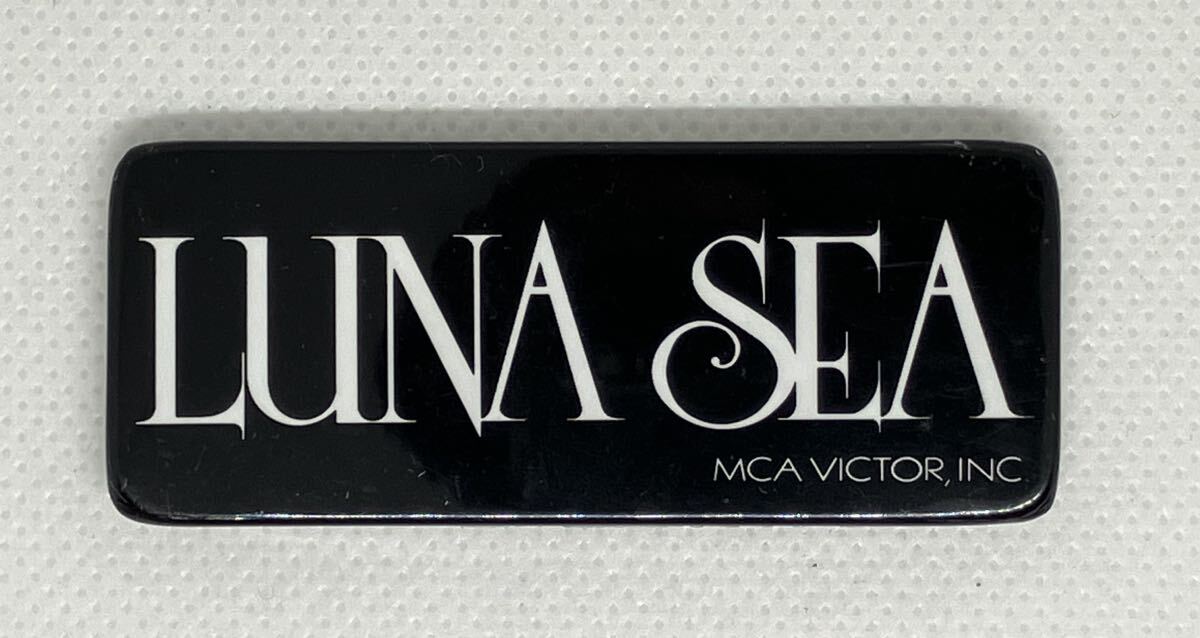 LUNA SEA
MCA VICTOR, INC